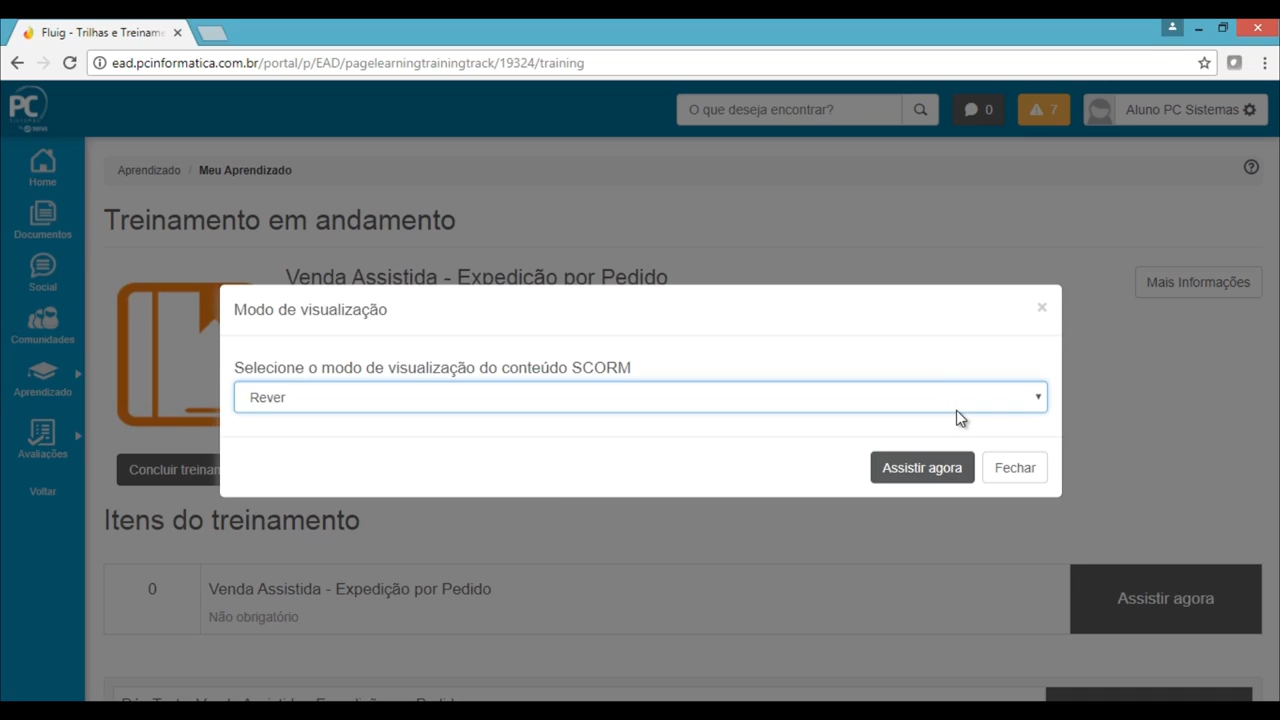 Fluig - Trilhas e Treiname
ead.pcinformatica.com.br/portal/p/EAD/pagelearningtrainingtrack/19324/training
PC
O que deseja encontrar?
0
7
Aluno PC Sistemas
Home
Documentos
Social
Comunidades
Aprendizado
Avaliações
Voltar
Aprendizado / Meu Aprendizado
Treinamento em andamento
Venda Assistida - Expedição por Pedido
Mais Informações
Modo de visualização
×
Selecione o modo de visualização do conteúdo SCORM
Rever
Assistir agora
Fechar
Concluir treinam
Itens do treinamento
0
Venda Assistida - Expedição por Pedido
Não obrigatório
Assistir agora